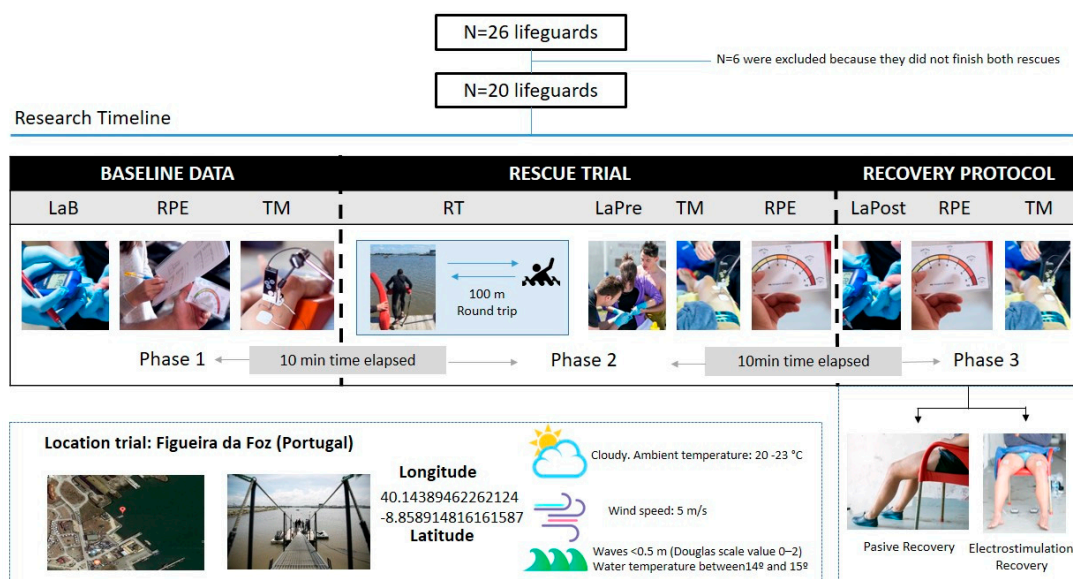 N=26 lifeguards
N=6 were excluded because they did not finish both rescues
N=20 lifeguards
Research Timeline
BASELINE DATA
RESCUE TRIAL
RECOVERY PROTOCOL
LaB RPE TM
RT LaPre TM RPE
LaPost RPE TM
100 m
Round trip
Phase 1
10 min time elapsed
Phase 2
10min time elapsed
Phase 3
Location trial: Figueira da Foz (Portugal)
Longitude
40.14389462262124
-8.858914816161587
Latitude
Cloudy. Ambient temperature: 20 -23 °C
Wind speed: 5 m/s
Waves <0.5 m (Douglas scale value 0–2)
Water temperature between14º and 15º
Pasive Recovery
Electrostimulation
Recovery